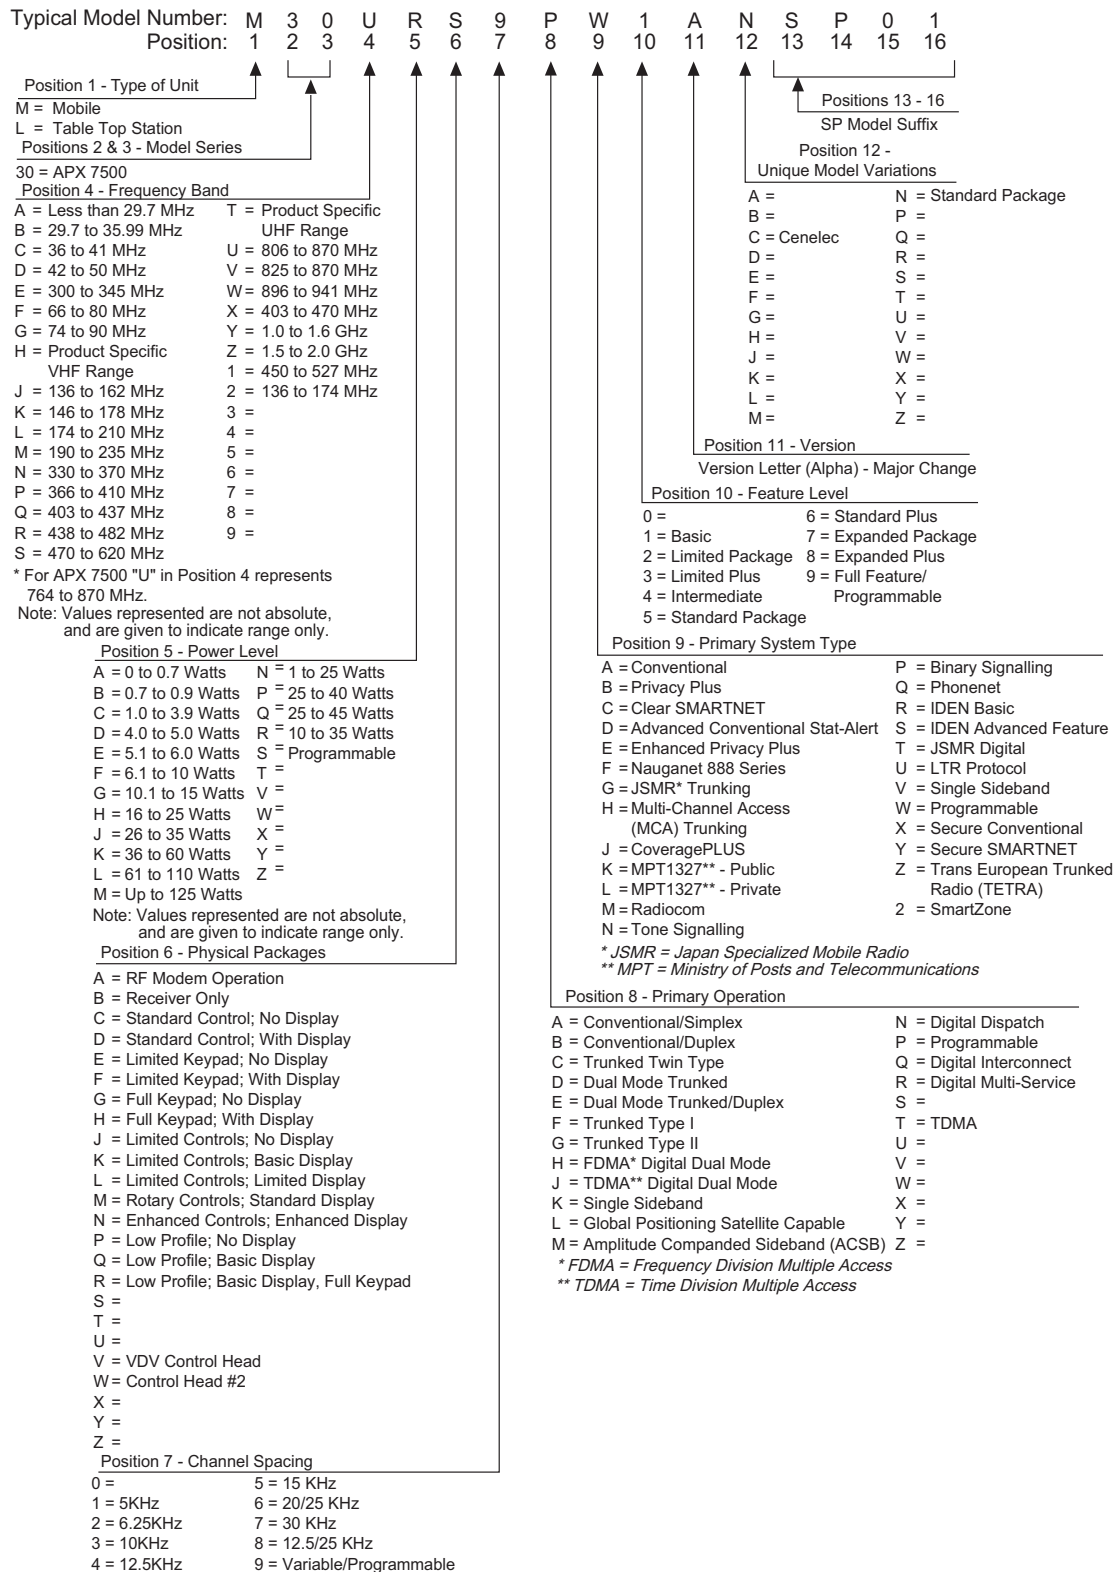 Typical Model Number: M 3 0 U R S 9 P W 1 A N S P 0 1
Position: 1 2 3 4 5 6 7 8 9 10 11 12 13 14 15 16
Position 1 - Type of Unit
M = Mobile
L = Table Top Station
Positions 2 & 3 - Model Series
30 = APX 7500
Position 4 - Frequency Band
A = Less than 29.7 MHz
B = 29.7 to 35.99 MHz
C = 36 to 41 MHz
D = 42 to 50 MHz
E = 300 to 345 MHz
F = 66 to 80 MHz
G = 74 to 90 MHz
H = Product Specific
VHF Range
J = 136 to 162 MHz
K = 146 to 178 MHz
L = 174 to 210 MHz
M = 190 to 235 MHz
N = 330 to 370 MHz
P = 366 to 410 MHz
Q = 403 to 437 MHz
R = 438 to 482 MHz
S = 470 to 620 MHz
T = Product Specific
UHF Range
U = 806 to 870 MHz
V = 825 to 870 MHz
W = 896 to 941 MHz
X = 403 to 470 MHz
Y = 1.0 to 1.6 GHz
Z = 1.5 to 2.0 GHz
1 = 450 to 527 MHz
2 = 136 to 174 MHz
3 =
4 =
5 =
6 =
7 =
8 =
9 =
* For APX 7500 "U" in Position 4 represents
764 to 870 MHz.
Note: Values represented are not absolute,
and are given to indicate range only.
Position 5 - Power Level
A = 0 to 0.7 Watts
B = 0.7 to 0.9 Watts
C = 1.0 to 3.9 Watts
D = 4.0 to 5.0 Watts
E = 5.1 to 6.0 Watts
F = 6.1 to 10 Watts
G = 10.1 to 15 Watts
H = 16 to 25 Watts
J = 26 to 35 Watts
K = 36 to 60 Watts
L = 61 to 110 Watts
M = Up to 125 Watts
N = 1 to 25 Watts
P = 25 to 40 Watts
Q = 25 to 45 Watts
R = 10 to 35 Watts
S = Programmable
T =
V =
W =
X =
Y =
Z =
Note: Values represented are not absolute,
and are given to indicate range only.
Position 6 - Physical Packages
A = RF Modem Operation
B = Receiver Only
C = Standard Control; No Display
D = Standard Control; With Display
E = Limited Keypad; No Display
F = Limited Keypad; With Display
G = Full Keypad; No Display
H = Full Keypad; With Display
J = Limited Controls; No Display
K = Limited Controls; Basic Display
L = Limited Controls; Limited Display
M = Rotary Controls; Standard Display
N = Enhanced Controls; Enhanced Display
P = Low Profile; No Display
Q = Low Profile; Basic Display
R = Low Profile; Basic Display, Full Keypad
S =
T =
U =
V = VDV Control Head
W = Control Head #2
X =
Y =
Z =
Position 7 - Channel Spacing
0 =
1 = 5KHz
2 = 6.25KHz
3 = 10KHz
4 = 12.5KHz
5 = 15 KHz
6 = 20/25 KHz
7 = 30 KHz
8 = 12.5/25 KHz
9 = Variable/Programmable
Positions 13 - 16
SP Model Suffix
Position 12 -
Unique Model Variations
A =
B =
C = Cenelec
D =
E =
F =
G =
H =
J =
K =
L =
M =
N = Standard Package
P =
Q =
R =
S =
T =
U =
V =
W =
X =
Y =
Z =
Position 11 - Version
Version Letter (Alpha) - Major Change
Position 10 - Feature Level
0 =
1 = Basic
2 = Limited Package
3 = Limited Plus
4 = Intermediate
5 = Standard Package
6 = Standard Plus
7 = Expanded Package
8 = Expanded Plus
9 = Full Feature/
Programmable
Position 9 - Primary System Type
A = Conventional
B = Privacy Plus
C = Clear SMARTNET
D = Advanced Conventional Stat-Alert
E = Enhanced Privacy Plus
F = Nauganet 888 Series
G = JSMR* Trunking
H = Multi-Channel Access
(MCA) Trunking
J = CoveragePLUS
K = MPT1327** - Public
L = MPT1327** - Private
M = Radiocom
N = Tone Signalling
P = Binary Signalling
Q = Phonenet
R = IDEN Basic
S = IDEN Advanced Feature
T = JSMR Digital
U = LTR Protocol
V = Single Sideband
W = Programmable
X = Secure Conventional
Y = Secure SMARTNET
Z = Trans European Trunked
Radio (TETRA)
2 = SmartZone
* JSMR = Japan Specialized Mobile Radio
** MPT = Ministry of Posts and Telecommunications
Position 8 - Primary Operation
A = Conventional/Simplex
B = Conventional/Duplex
C = Trunked Twin Type
D = Dual Mode Trunked
E = Dual Mode Trunked/Duplex
F = Trunked Type I
G = Trunked Type II
H = FDMA* Digital Dual Mode
J = TDMA** Digital Dual Mode
K = Single Sideband
L = Global Positioning Satellite Capable
M = Amplitude Companded Sideband (ACSB)
N = Digital Dispatch
P = Programmable
Q = Digital Interconnect
R = Digital Multi-Service
S =
T = TDMA
U =
V =
W =
X =
Y =
Z =
* FDMA = Frequency Division Multiple Access
** TDMA = Time Division Multiple Access